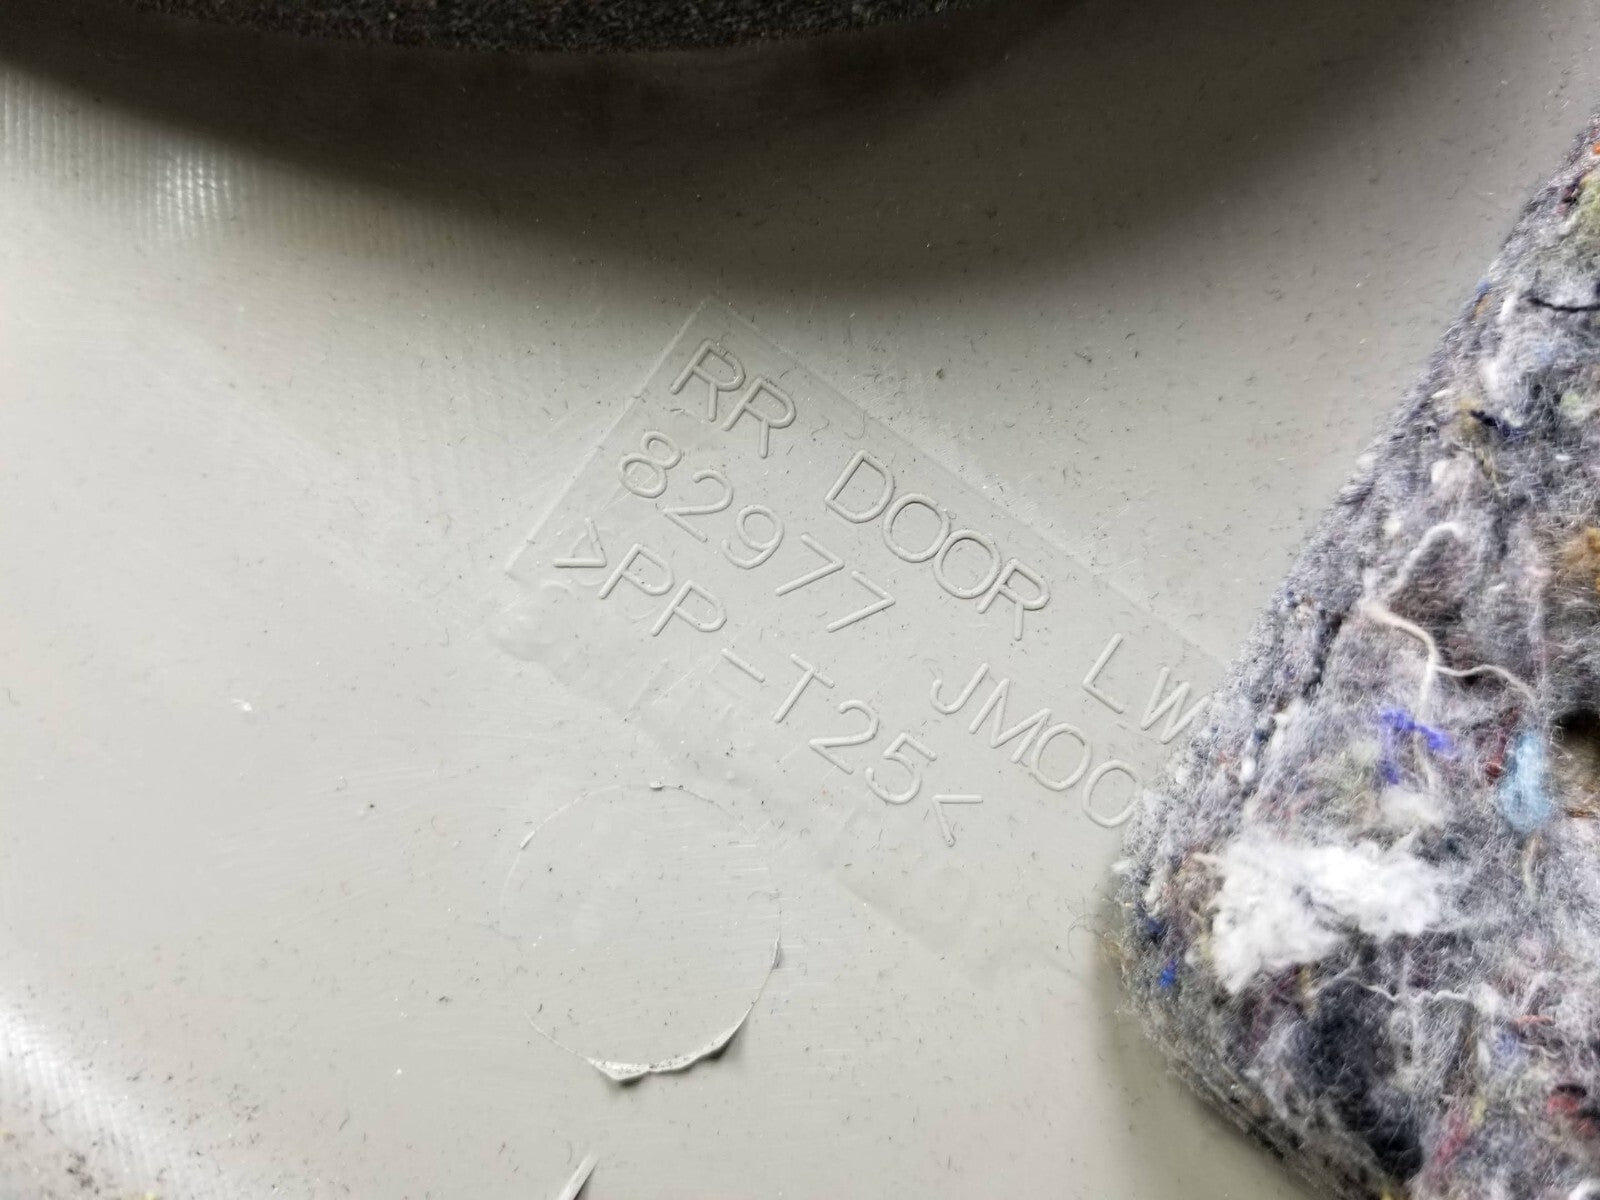 RR DOOR LW
82977 JM00
>PP-T25<